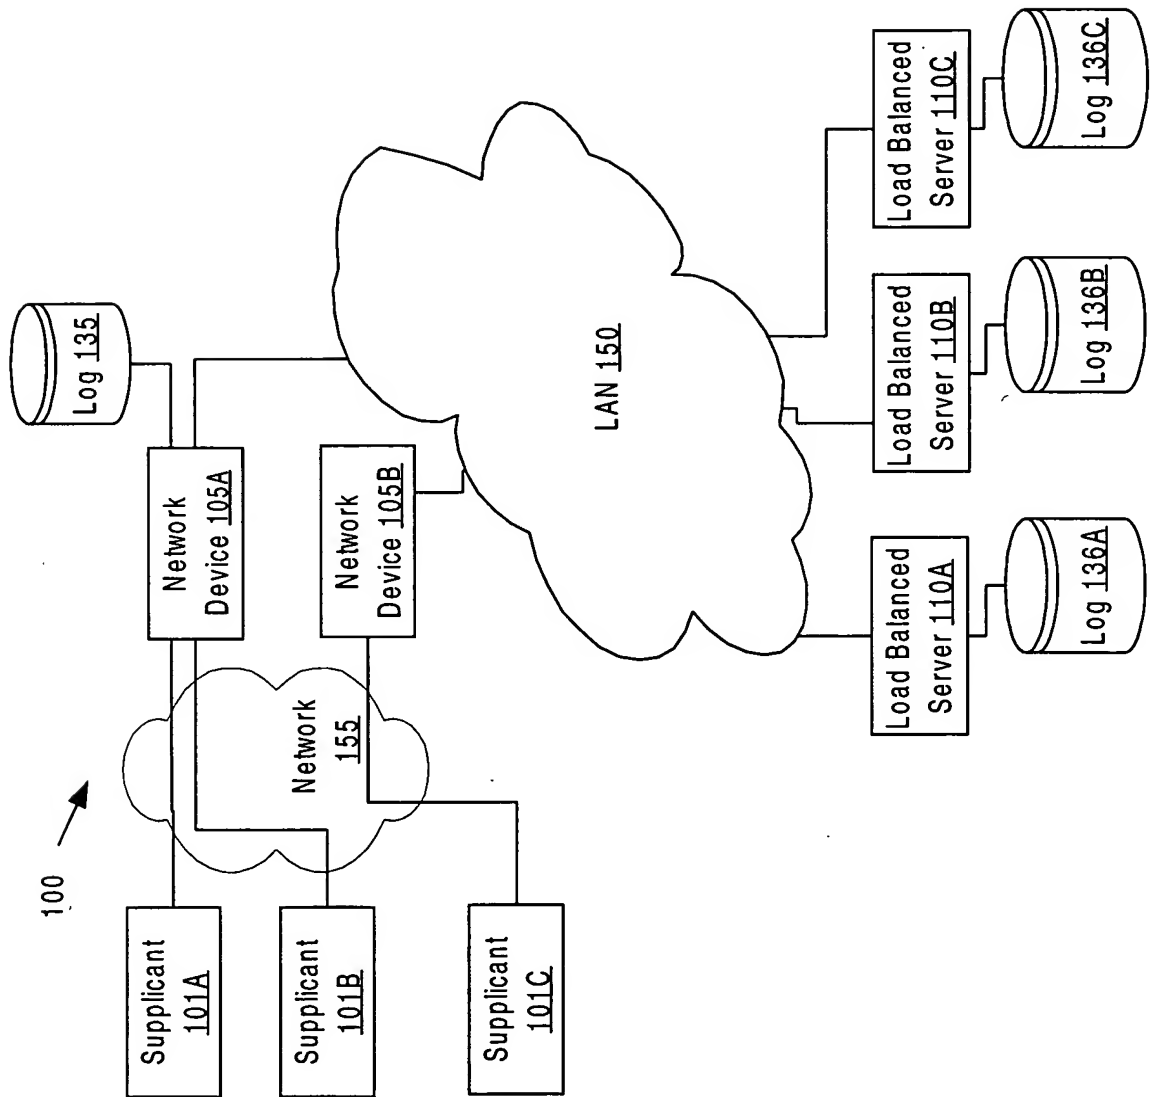 100
Log 135
Supplicant
101A
Network
Device 105A
Supplicant
101B
Network
155
Network
Device 105B
Supplicant
101C
LAN 150
Load Balanced
Server 110A
Load Balanced
Server 110B
Load Balanced
Server 110C
Log 136A
Log 136B
Log 136C